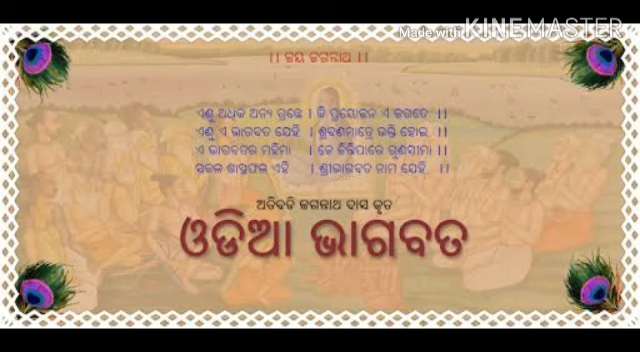 Made with KINEMASTER
।। ଜୟ ଜଗନ୍ନାଥ ।।
ଏଣୁ ଅଧିକ ଅନ୍ୟ ଗ୍ରନ୍ଥେ । କି ପ୍ରୟୋଜନ ଏ ଜଗତେ ।।
ଏଣୁ ଏ ଭାଗବତ ଯେହି । ଶ୍ରବଣମାତ୍ରେ ଭକ୍ତି ହୋଇ ।।
ଏ ଭାଗବତର ମହିମା । କେ ଚିନ୍ତିପାରେ ଗୁଣସୀମା ।।
ସକଳ ଶାସ୍ତ୍ରଫଳ ଏହି । ଶ୍ରୀଭାଗବତ ନାମ ଯେହି ।।
ଅତିବଡି ଜଗନ୍ନାଥ ଦାସ କୃତ
ଓଡିଆ ଭାଗବତ